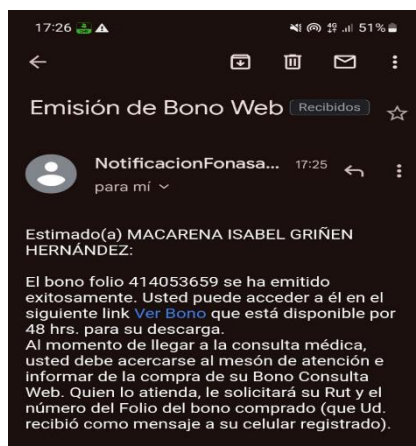 17:26 51%
Emisión de Bono Web Recibidos
NotificacionFonasa... 17:25
para mí
Estimado(a) MACARENA ISABEL GRIÑEN
HERNÁNDEZ:
El bono folio 414053659 se ha emitido
exitosamente. Usted puede acceder a él en el
siguiente link Ver Bono que está disponible por
48 hrs. para su descarga.
Al momento de llegar a la consulta médica,
usted debe acercarse al mesón de atención e
informar de la compra de su Bono Consulta
Web. Quien lo atienda, le solicitará su Rut y el
número del Folio del bono comprado (que Ud.
recibió como mensaje a su celular registrado).